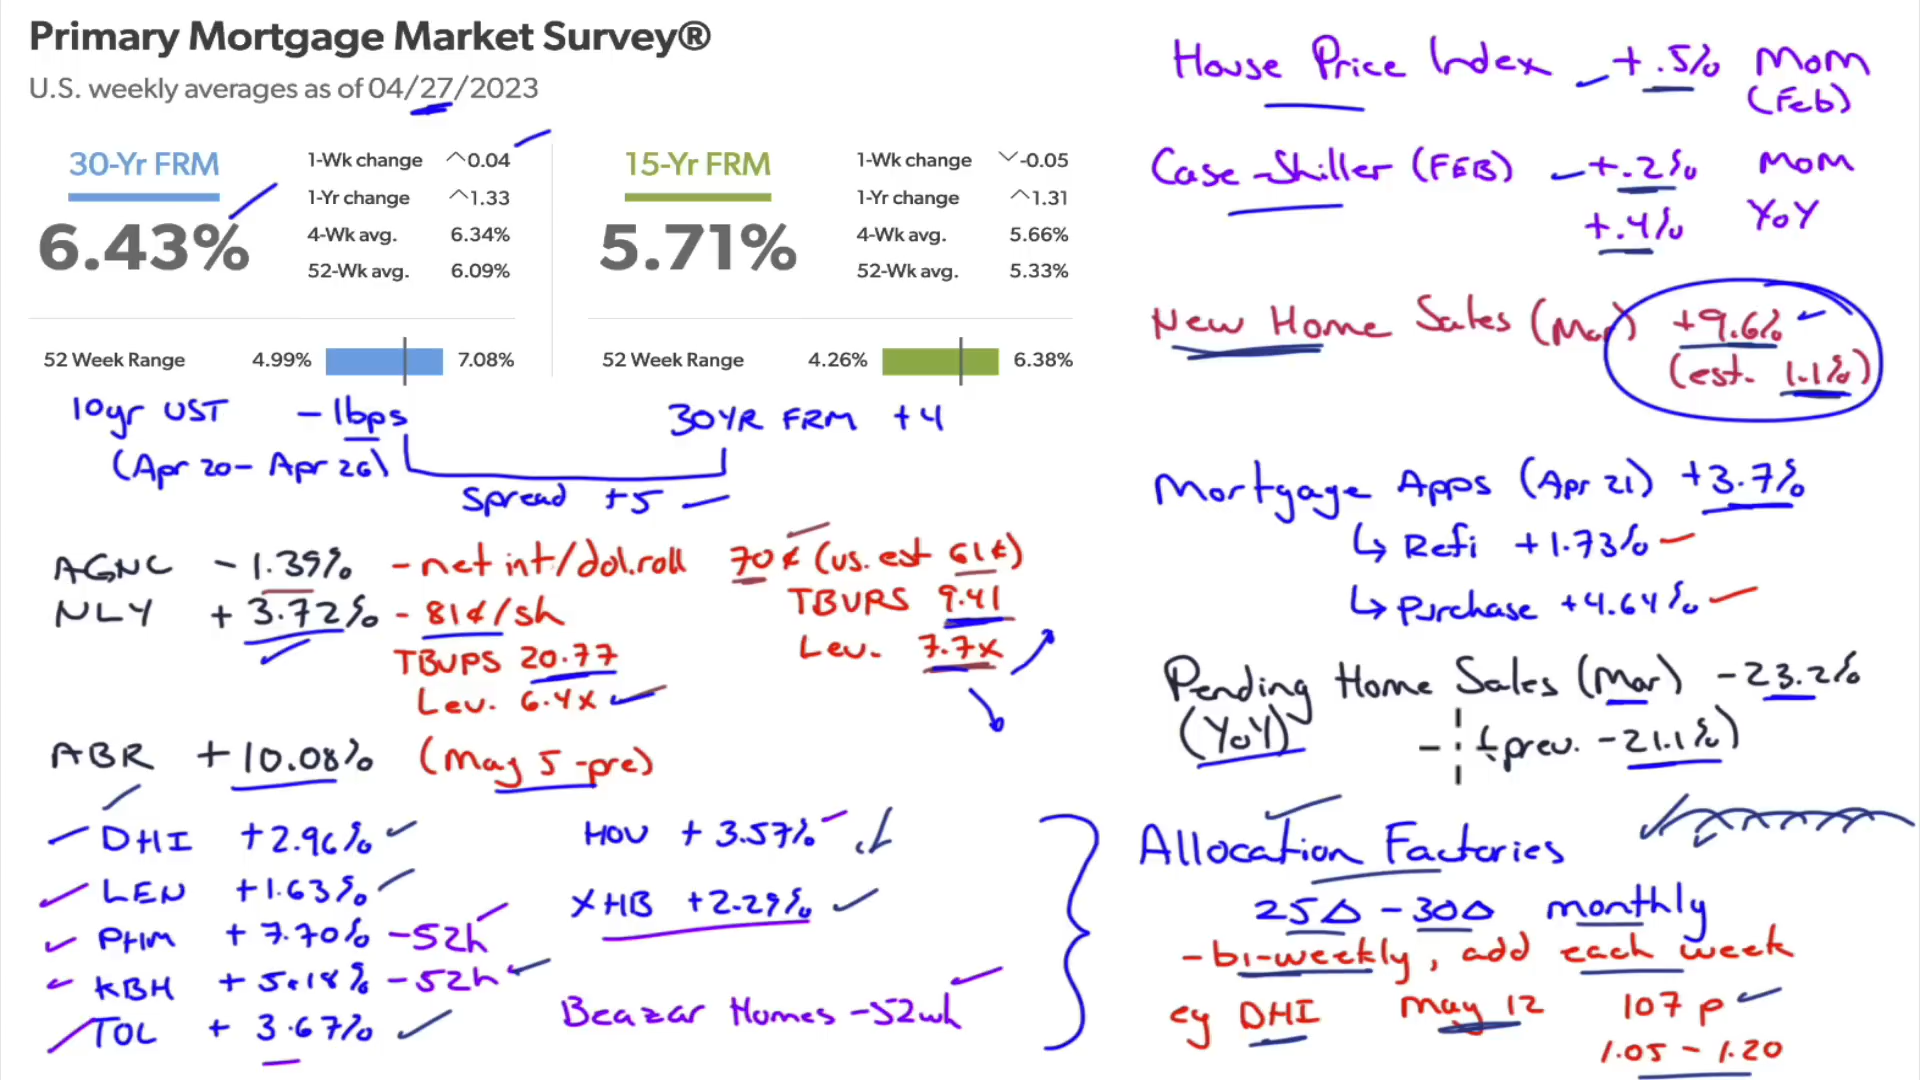 Primary Mortgage Market Survey®
U.S. weekly averages as of 04/27/2023
30-Yr FRM
6.43%
1-Wk change ^0.04
1-Yr change ^1.33
4-Wk avg. 6.34%
52-Wk avg. 6.09%
52 Week Range 4.99% 7.08%
15-Yr FRM
5.71%
1-Wk change -0.05
1-Yr change ^1.31
4-Wk avg. 5.66%
52-Wk avg. 5.33%
52 Week Range 4.26% 6.38%
10yr UST -1bps
(Apr 20 - Apr 26)
30YR FRM +4
Spread +5
AGNC -1.39% - net int/dol.roll 70¢ (us. est 61¢)
TBVPS 9.41
Lev. 7.7x
NLY + 3.72% - 81¢/sh
TBVPS 20.77
Lev. 6.4x
ABR +10.08% (May 5 - pre)
DHI +2.96%
LEN +1.63%
PHM + 7.70% - 52h
KBH + 5.18% - 52h
TOL + 3.67%
HOV + 3.57%
XHB +2.29%
Beazar Homes - 52wh
House Price Index +.5% MoM
(Feb)
Case-Shiller (FEB) +.2% MoM
+.4% YoY
New Home Sales (Mar) +9.6%
(est. 1.1%)
Mortgage Apps (Apr 21) +3.7%
↳ Refi +1.73%
↳ Purchase +4.64%
Pending Home Sales (Mar) -23.2%
(YoY) (prev. -21.1%)
Allocation Factories
25Δ - 30Δ monthly
- bi-weekly, add each week
eg DHI May 12 107 p
1.05 - 1.20